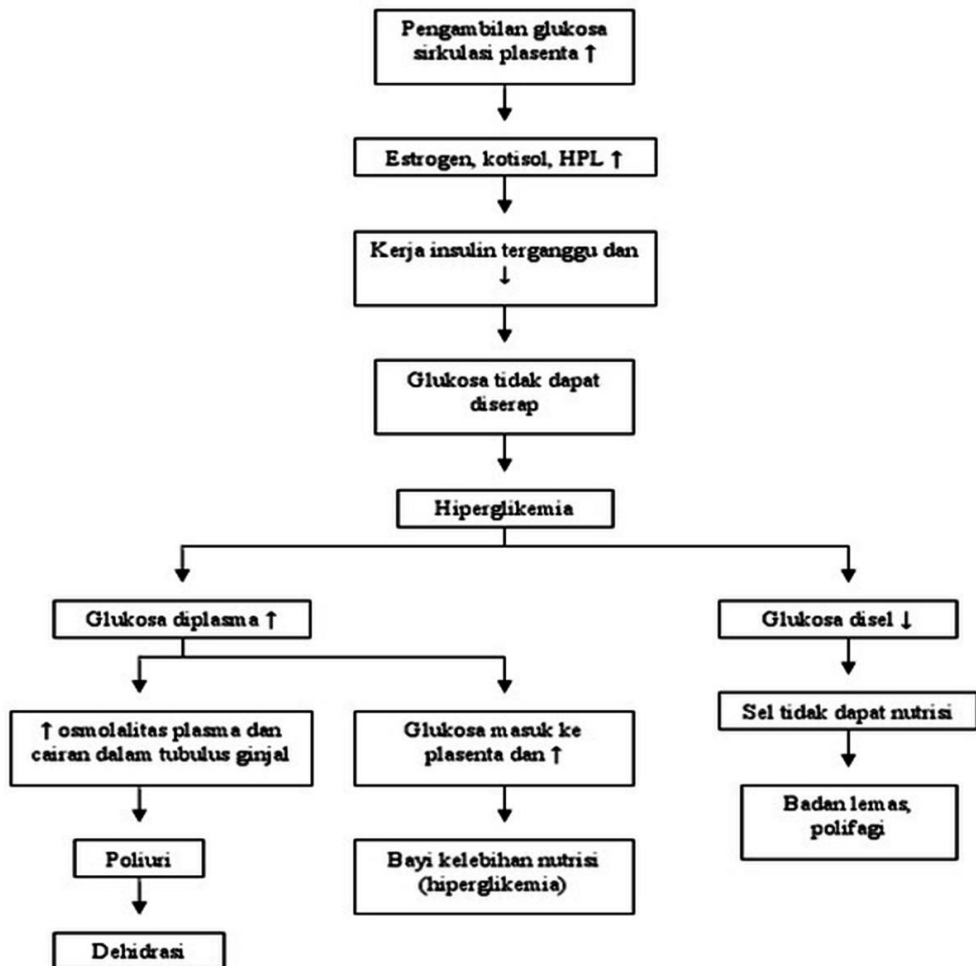 Pengambilan glukosa
sirkulasi plasenta ↑
Estrogen, kotisol, HPL ↑
Kerja insulin terganggu dan
↓
Glukosa tidak dapat
diserap
Hiperglikemia
Glukosa diplasma ↑
Glukosa disel ↓
↑ osmolalitas plasma dan
cairan dalam tubulus ginjal
Glukosa masuk ke
plasenta dan ↑
Sel tidak dapat nutrisi
Badan lemas,
polifagi
Poliuri
Bayi kelebihan nutrisi
(hiperglikemia)
Dehidrasi